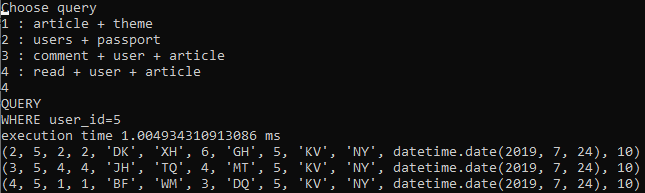 Choose query
1 : article + theme
2 : users + passport
3 : comment + user + article
4 : read + user + article
4
QUERY
WHERE user_id=5
execution time 1.004934310913086 ms
(2, 5, 2, 2, 'DK', 'XH', 6, 'GH', 5, 'KV', 'NY', datetime.date(2019, 7, 24), 10)
(3, 5, 4, 4, 'JH', 'TQ', 4, 'MT', 5, 'KV', 'NY', datetime.date(2019, 7, 24), 10)
(4, 5, 1, 1, 'BF', 'WM', 3, 'DQ', 5, 'KV', 'NY', datetime.date(2019, 7, 24), 10)